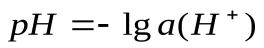 pH =- lg a(H⁺)